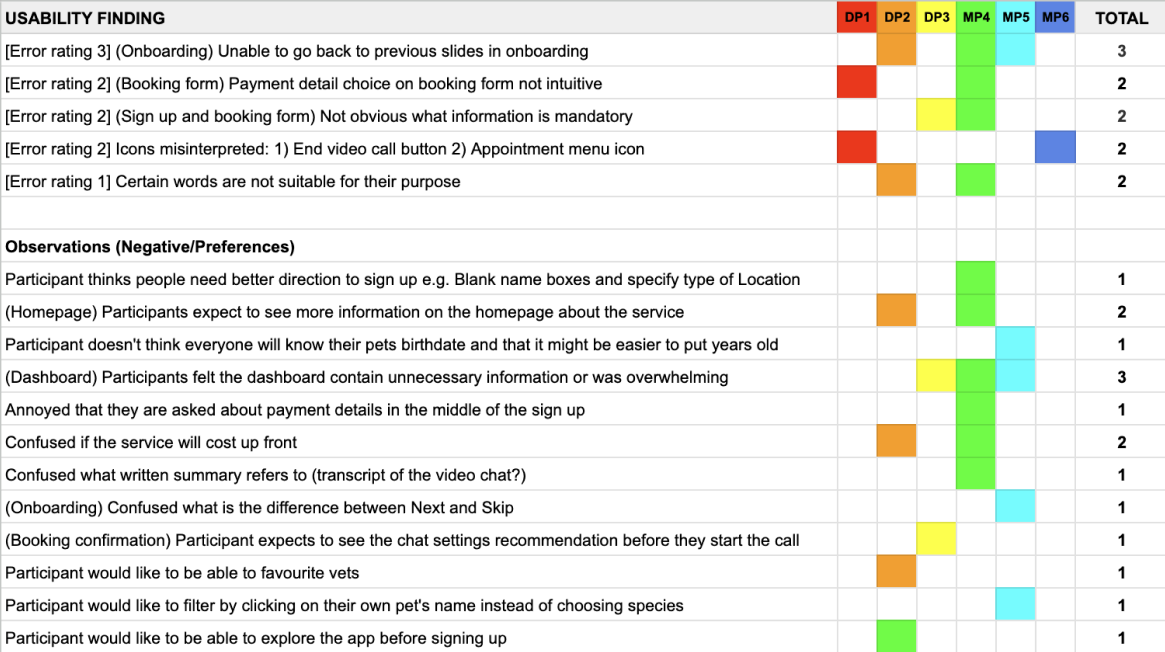 USABILITY FINDING DP1 DP2 DP3 MP4 MP5 MP6 TOTAL
[Error rating 3] (Onboarding) Unable to go back to previous slides in onboarding 3
[Error rating 2] (Booking form) Payment detail choice on booking form not intuitive 2
[Error rating 2] (Sign up and booking form) Not obvious what information is mandatory 2
[Error rating 2] Icons misinterpreted: 1) End video call button 2) Appointment menu icon 2
[Error rating 1] Certain words are not suitable for their purpose 2
Observations (Negative/Preferences)
Participant thinks people need better direction to sign up e.g. Blank name boxes and specify type of Location 1
(Homepage) Participants expect to see more information on the homepage about the service 2
Participant doesn't think everyone will know their pets birthdate and that it might be easier to put years old 1
(Dashboard) Participants felt the dashboard contain unnecessary information or was overwhelming 3
Annoyed that they are asked about payment details in the middle of the sign up 1
Confused if the service will cost up front 2
Confused what written summary refers to (transcript of the video chat?) 1
(Onboarding) Confused what is the difference between Next and Skip 1
(Booking confirmation) Participant expects to see the chat settings recommendation before they start the call 1
Participant would like to be able to favourite vets 1
Participant would like to filter by clicking on their own pet's name instead of choosing species 1
Participant would like to be able to explore the app before signing up 1